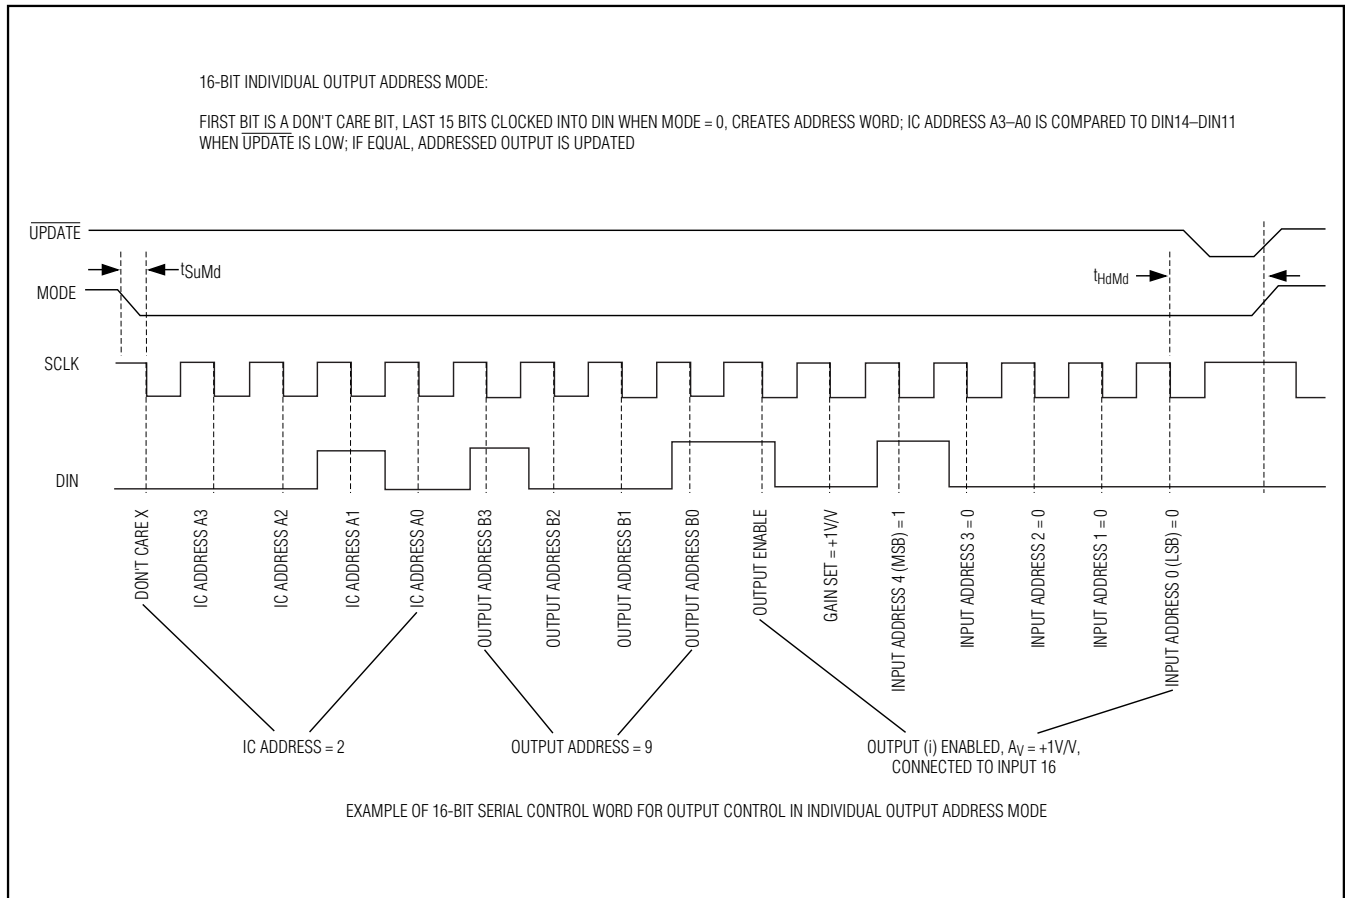 16-BIT INDIVIDUAL OUTPUT ADDRESS MODE:
FIRST BIT IS A DON'T CARE BIT, LAST 15 BITS CLOCKED INTO DIN WHEN MODE = 0, CREATES ADDRESS WORD; IC ADDRESS A3–A0 IS COMPARED TO DIN14–DIN11
WHEN UPDATE IS LOW; IF EQUAL, ADDRESSED OUTPUT IS UPDATED
UPDATE
tSuMd
tHdMd
MODE
SCLK
DIN
DON'T CARE X
IC ADDRESS A3
IC ADDRESS A2
IC ADDRESS A1
IC ADDRESS A0
OUTPUT ADDRESS B3
OUTPUT ADDRESS B2
OUTPUT ADDRESS B1
OUTPUT ADDRESS B0
OUTPUT ENABLE
GAIN SET = +1V/V
INPUT ADDRESS 4 (MSB) = 1
INPUT ADDRESS 3 = 0
INPUT ADDRESS 2 = 0
INPUT ADDRESS 1 = 0
INPUT ADDRESS 0 (LSB) = 0
IC ADDRESS = 2
OUTPUT ADDRESS = 9
OUTPUT (i) ENABLED, AV = +1V/V,
CONNECTED TO INPUT 16
EXAMPLE OF 16-BIT SERIAL CONTROL WORD FOR OUTPUT CONTROL IN INDIVIDUAL OUTPUT ADDRESS MODE